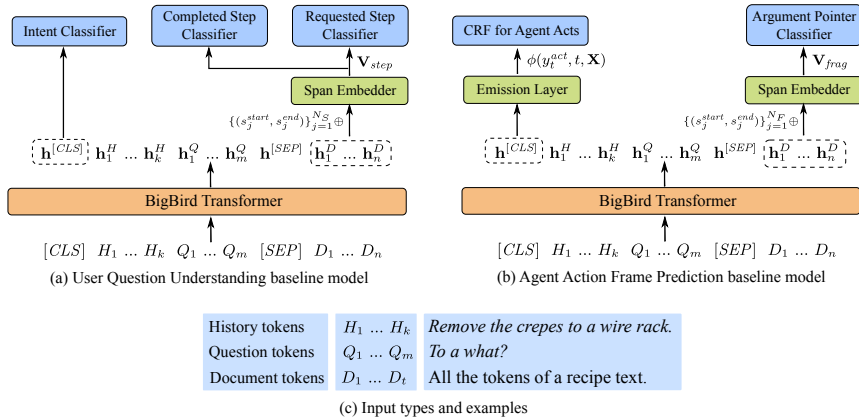 Intent Classifier
Completed Step
Classifier
Requested Step
Classifier
V_step
Span Embedder
{(s_j^start, s_j^end)}_{j=1}^{N_S} ⊕
h^[CLS] h_1^H ... h_k^H h_1^Q ... h_m^Q h^[SEP] h_1^D ... h_n^D
BigBird Transformer
[CLS] H_1 ... H_k Q_1 ... Q_m [SEP] D_1 ... D_n
(a) User Question Understanding baseline model
CRF for Agent Acts
Argument Pointer
Classifier
ϕ(y_t^act, t, X)
V_frag
Emission Layer
Span Embedder
{(s_j^start, s_j^end)}_{j=1}^{N_F} ⊕
h^[CLS] h_1^H ... h_k^H h_1^Q ... h_m^Q h^[SEP] h_1^D ... h_n^D
BigBird Transformer
[CLS] H_1 ... H_k Q_1 ... Q_m [SEP] D_1 ... D_n
(b) Agent Action Frame Prediction baseline model
History tokens H_1 ... H_k Remove the crepes to a wire rack.
Question tokens Q_1 ... Q_m To a what?
Document tokens D_1 ... D_t All the tokens of a recipe text.
(c) Input types and examples